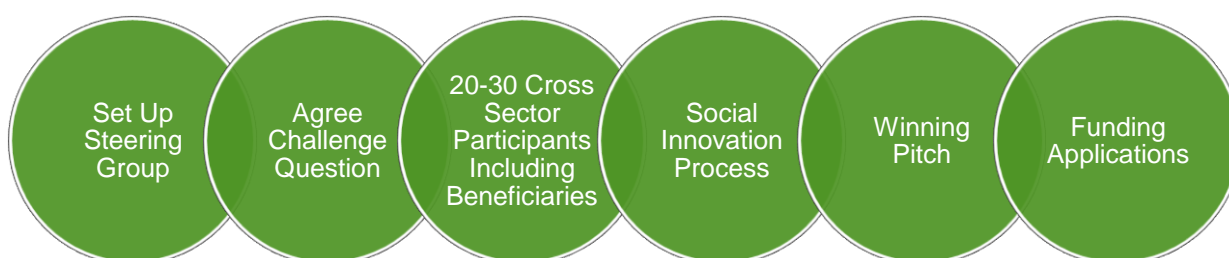 Set Up
Steering
Group
Agree
Challenge
Question
20-30 Cross
Sector
Participants
Including
Beneficiaries
Social
Innovation
Process
Winning
Pitch
Funding
Applications